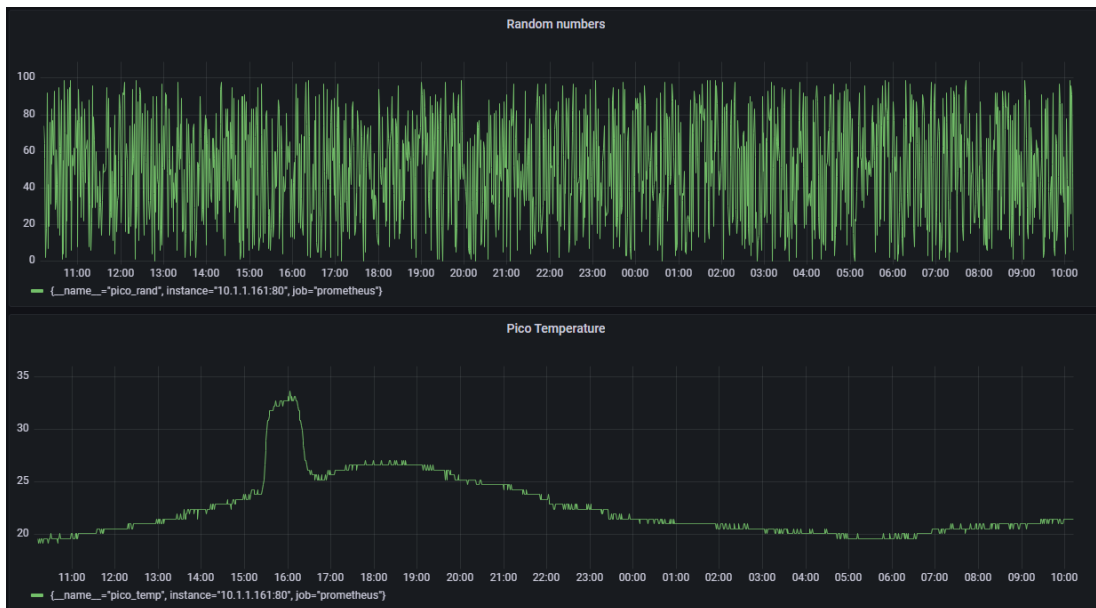 Random numbers
100
80
60
40
20
0
11:00 12:00 13:00 14:00 15:00 16:00 17:00 18:00 19:00 20:00 21:00 22:00 23:00 00:00 01:00 02:00 03:00 04:00 05:00 06:00 07:00 08:00 09:00 10:00
{__name__="pico_rand", instance="10.1.1.161:80", job="prometheus"}
Pico Temperature
35
30
25
20
11:00 12:00 13:00 14:00 15:00 16:00 17:00 18:00 19:00 20:00 21:00 22:00 23:00 00:00 01:00 02:00 03:00 04:00 05:00 06:00 07:00 08:00 09:00 10:00
{__name__="pico_temp", instance="10.1.1.161:80", job="prometheus"}